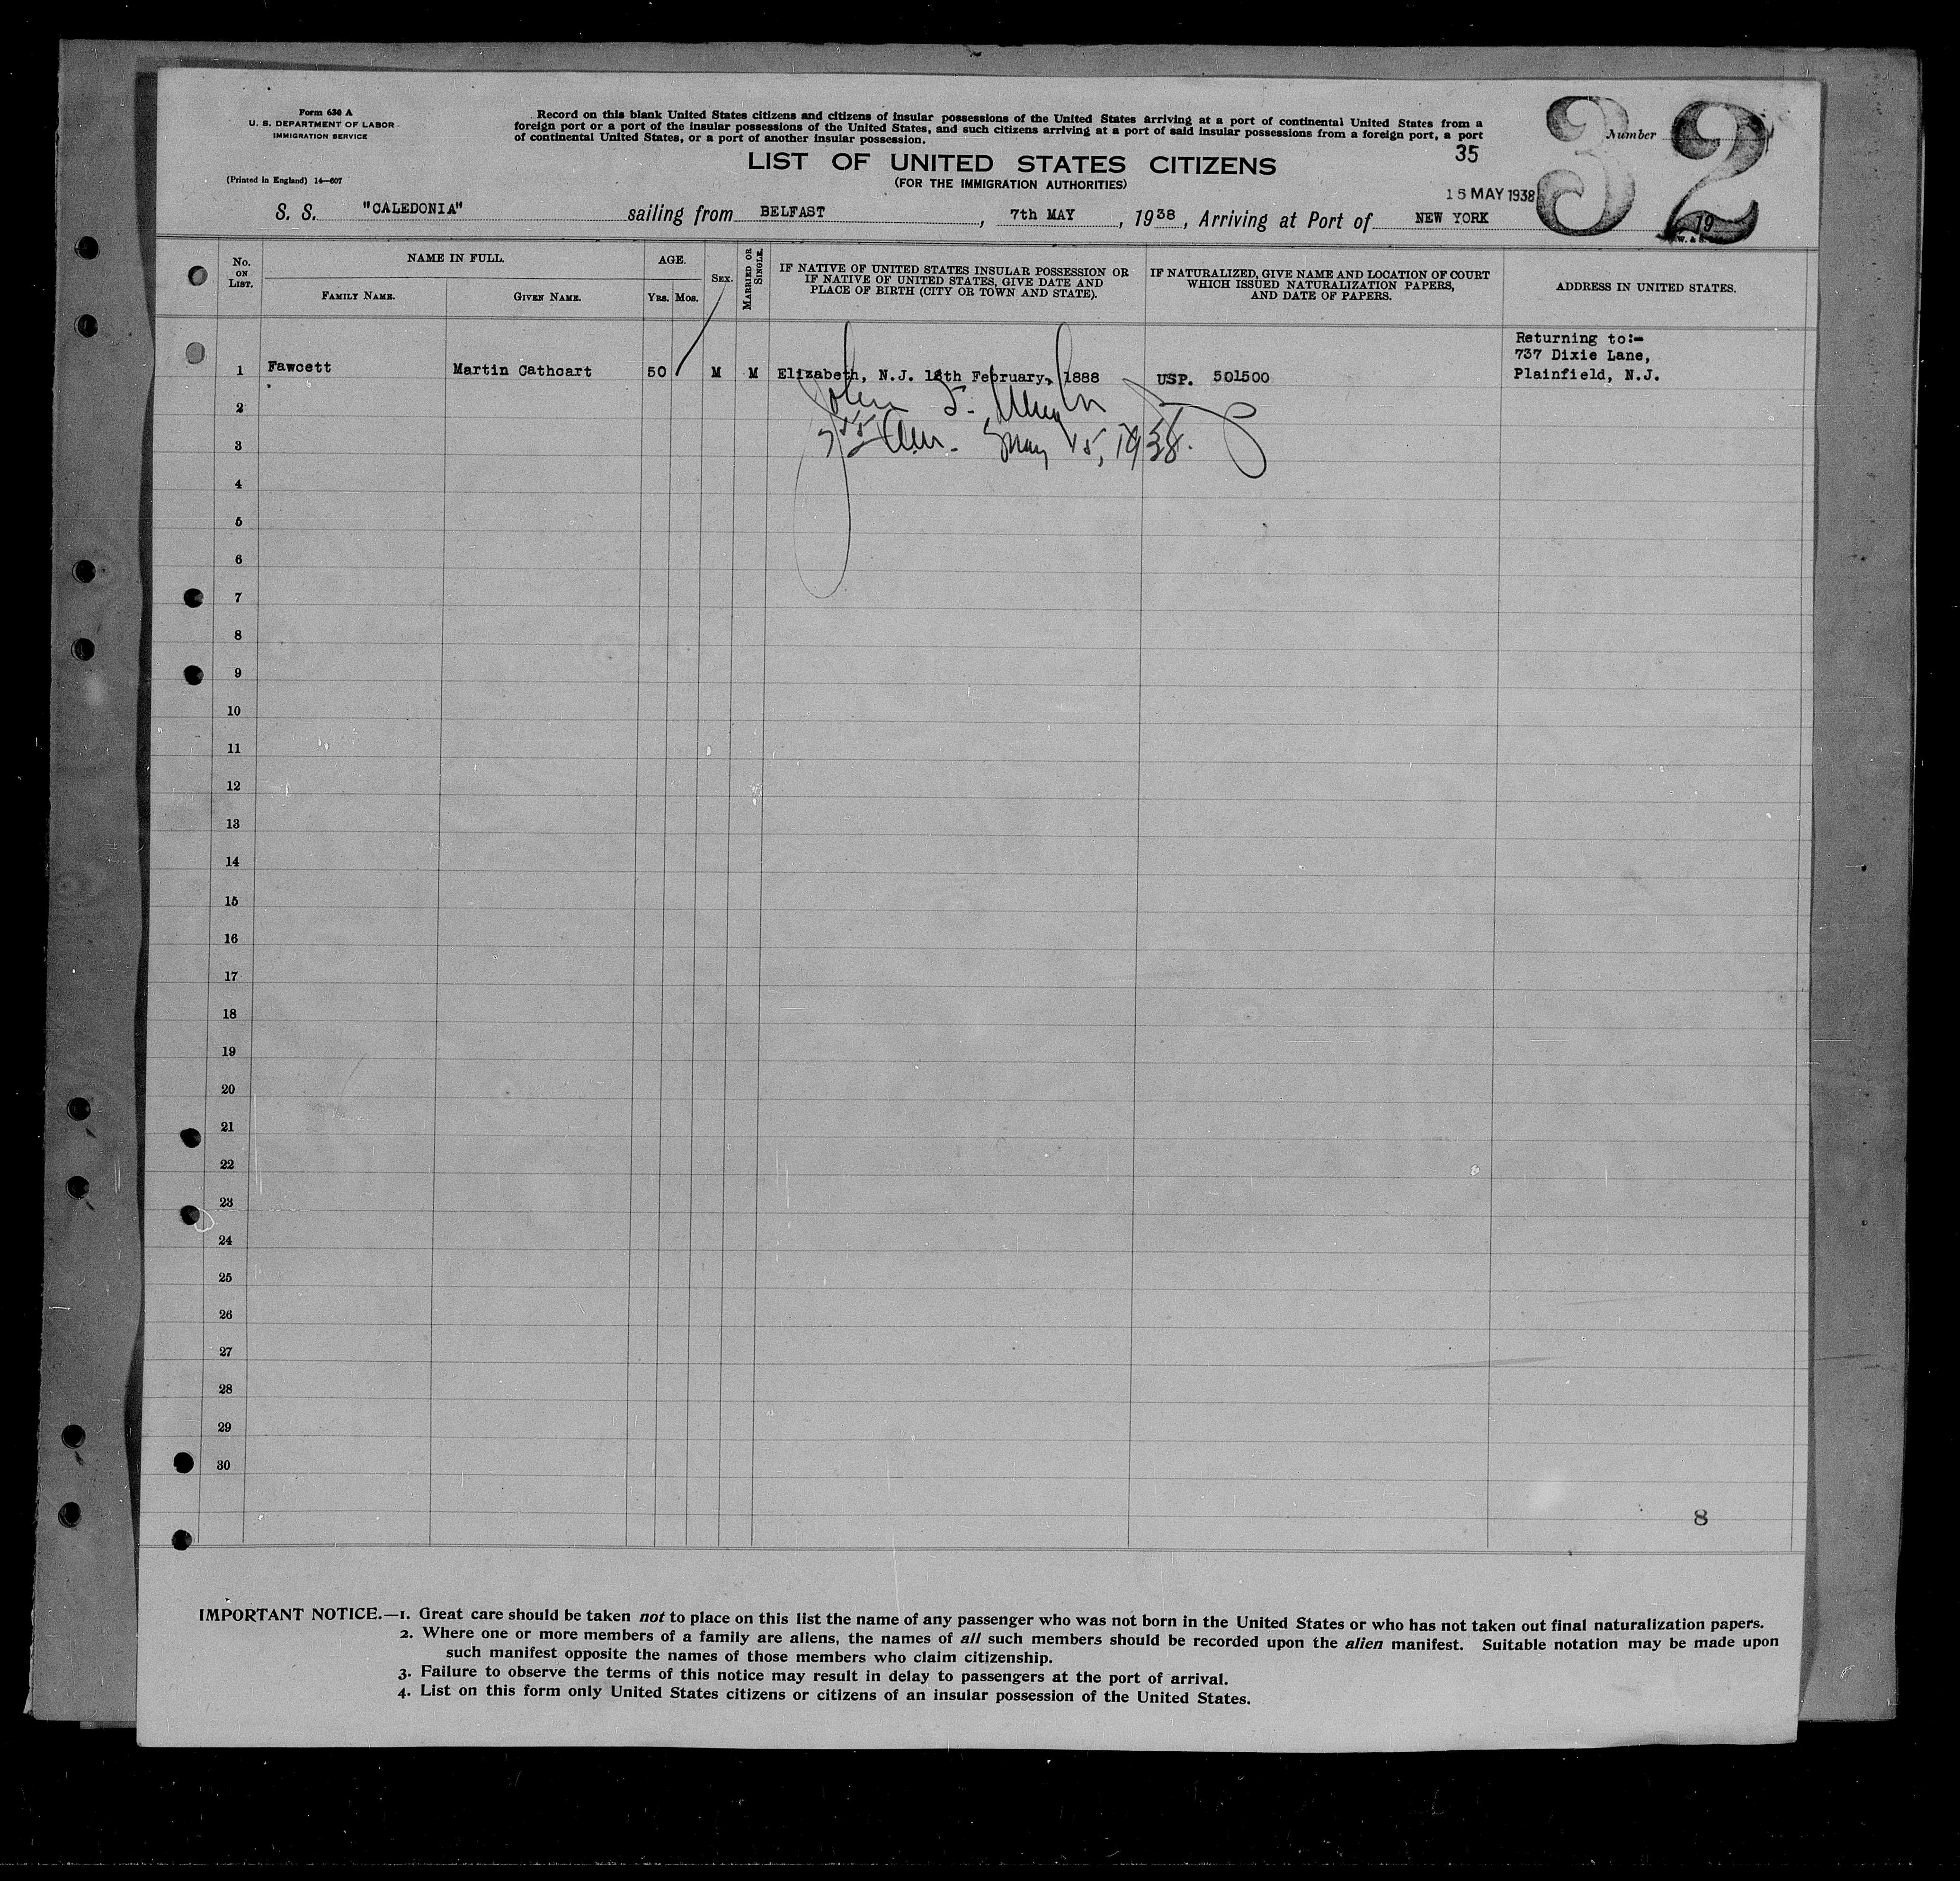 Form 630 A
U. S. DEPARTMENT OF LABOR
IMMIGRATION SERVICE
(Printed in England) 14—607
Record on this blank United States citizens and citizens of insular possessions of the United States arriving at a port of continental United States from a
foreign port or a port of the insular possessions of the United States, and such citizens arriving at a port of said insular possessions from a foreign port, a port
of continental United States, or a port of another insular possession.
Number
32
35
LIST OF UNITED STATES CITIZENS
(FOR THE IMMIGRATION AUTHORITIES)
15 MAY 1938
S. S. "CALEDONIA" sailing from BELFAST, 7th MAY, 1938, Arriving at Port of NEW YORK 19
No. ON LIST.
NAME IN FULL.
FAMILY NAME.
GIVEN NAME.
AGE.
YRS. MOS.
SEX.
MARRIED OR SINGLE.
IF NATIVE OF UNITED STATES INSULAR POSSESSION OR
IF NATIVE OF UNITED STATES, GIVE DATE AND
PLACE OF BIRTH (CITY OR TOWN AND STATE).
IF NATURALIZED, GIVE NAME AND LOCATION OF COURT
WHICH ISSUED NATURALIZATION PAPERS,
AND DATE OF PAPERS.
ADDRESS IN UNITED STATES.
1 Fawcett Martin Cathcart 50 M M Elizabeth, N.J. February, 1888 USP. 501500
Returning to:-
737 Dixie Lane,
Plainfield, N.J.
John
2
Am. May 15, 1938.
3
4
5
6
7
8
9
10
11
12
13
14
15
16
17
18
19
20
21
22
23
24
25
26
27
28
29
30
8
IMPORTANT NOTICE.—1. Great care should be taken not to place on this list the name of any passenger who was not born in the United States or who has not taken out final naturalization papers.
2. Where one or more members of a family are aliens, the names of all such members should be recorded upon the alien manifest. Suitable notation may be made upon
such manifest opposite the names of those members who claim citizenship.
3. Failure to observe the terms of this notice may result in delay to passengers at the port of arrival.
4. List on this form only United States citizens or citizens of an insular possession of the United States.